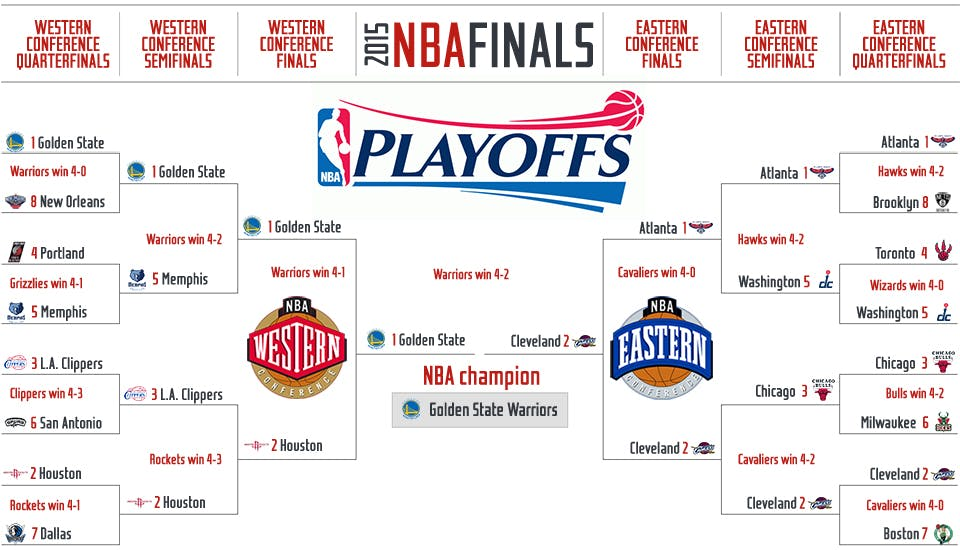 WESTERN
CONFERENCE
QUARTERFINALS
WESTERN
CONFERENCE
SEMIFINALS
WESTERN
CONFERENCE
FINALS
2015 NBAFINALS
EASTERN
CONFERENCE
FINALS
EASTERN
CONFERENCE
SEMIFINALS
EASTERN
CONFERENCE
QUARTERFINALS
NBA PLAYOFFS
1 Golden State
Warriors win 4-0
8 New Orleans
4 Portland
Grizzlies win 4-1
5 Memphis
3 L.A. Clippers
Clippers win 4-3
6 San Antonio
2 Houston
Rockets win 4-1
7 Dallas
1 Golden State
Warriors win 4-2
5 Memphis
3 L.A. Clippers
Rockets win 4-3
2 Houston
1 Golden State
Warriors win 4-1
NBA
WESTERN
CONFERENCE
2 Houston
Warriors win 4-2
1 Golden State
Cleveland 2
NBA champion
Golden State Warriors
Atlanta 1
Cavaliers win 4-0
NBA
EASTERN
CONFERENCE
Cleveland 2
Atlanta 1
Hawks win 4-2
Washington 5
Chicago 3
Cavaliers win 4-2
Cleveland 2
Atlanta 1
Hawks win 4-2
Brooklyn 8
Toronto 4
Wizards win 4-0
Washington 5
Chicago 3
Bulls win 4-2
Milwaukee 6
Cleveland 2
Cavaliers win 4-0
Boston 7